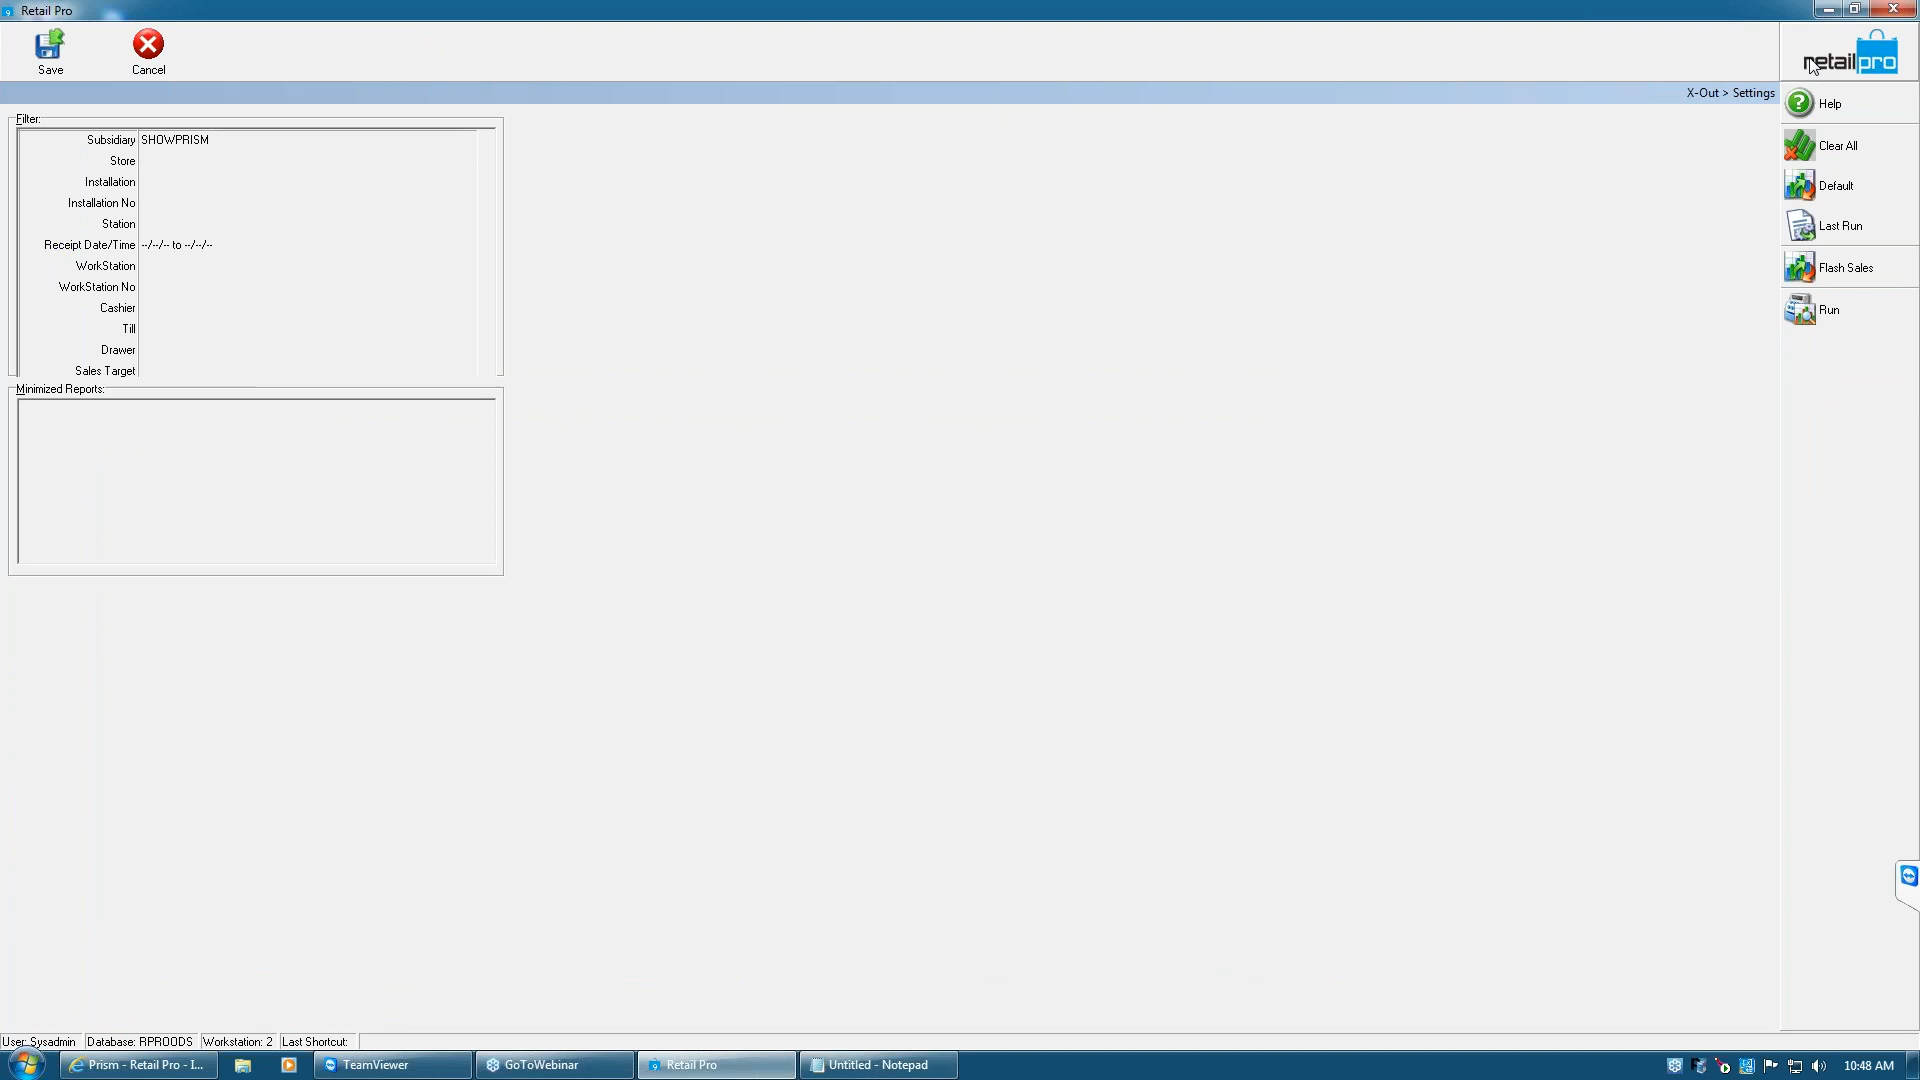 Retail Pro
Save
Cancel
retail pro
X-Out > Settings
Help
Clear All
Default
Last Run
Flash Sales
Run
Filter:
Subsidiary SHOWPRISM
Store
Installation
Installation No
Station
Receipt Date/Time --/--/-- to --/--/--
WorkStation
WorkStation No
Cashier
Till
Drawer
Sales Target
Minimized Reports:
User: Sysadmin Database: RPROODS Workstation: 2 Last Shortcut:
Prism - Retail Pro - I... TeamViewer GoToWebinar Retail Pro Untitled - Notepad 10:48 AM